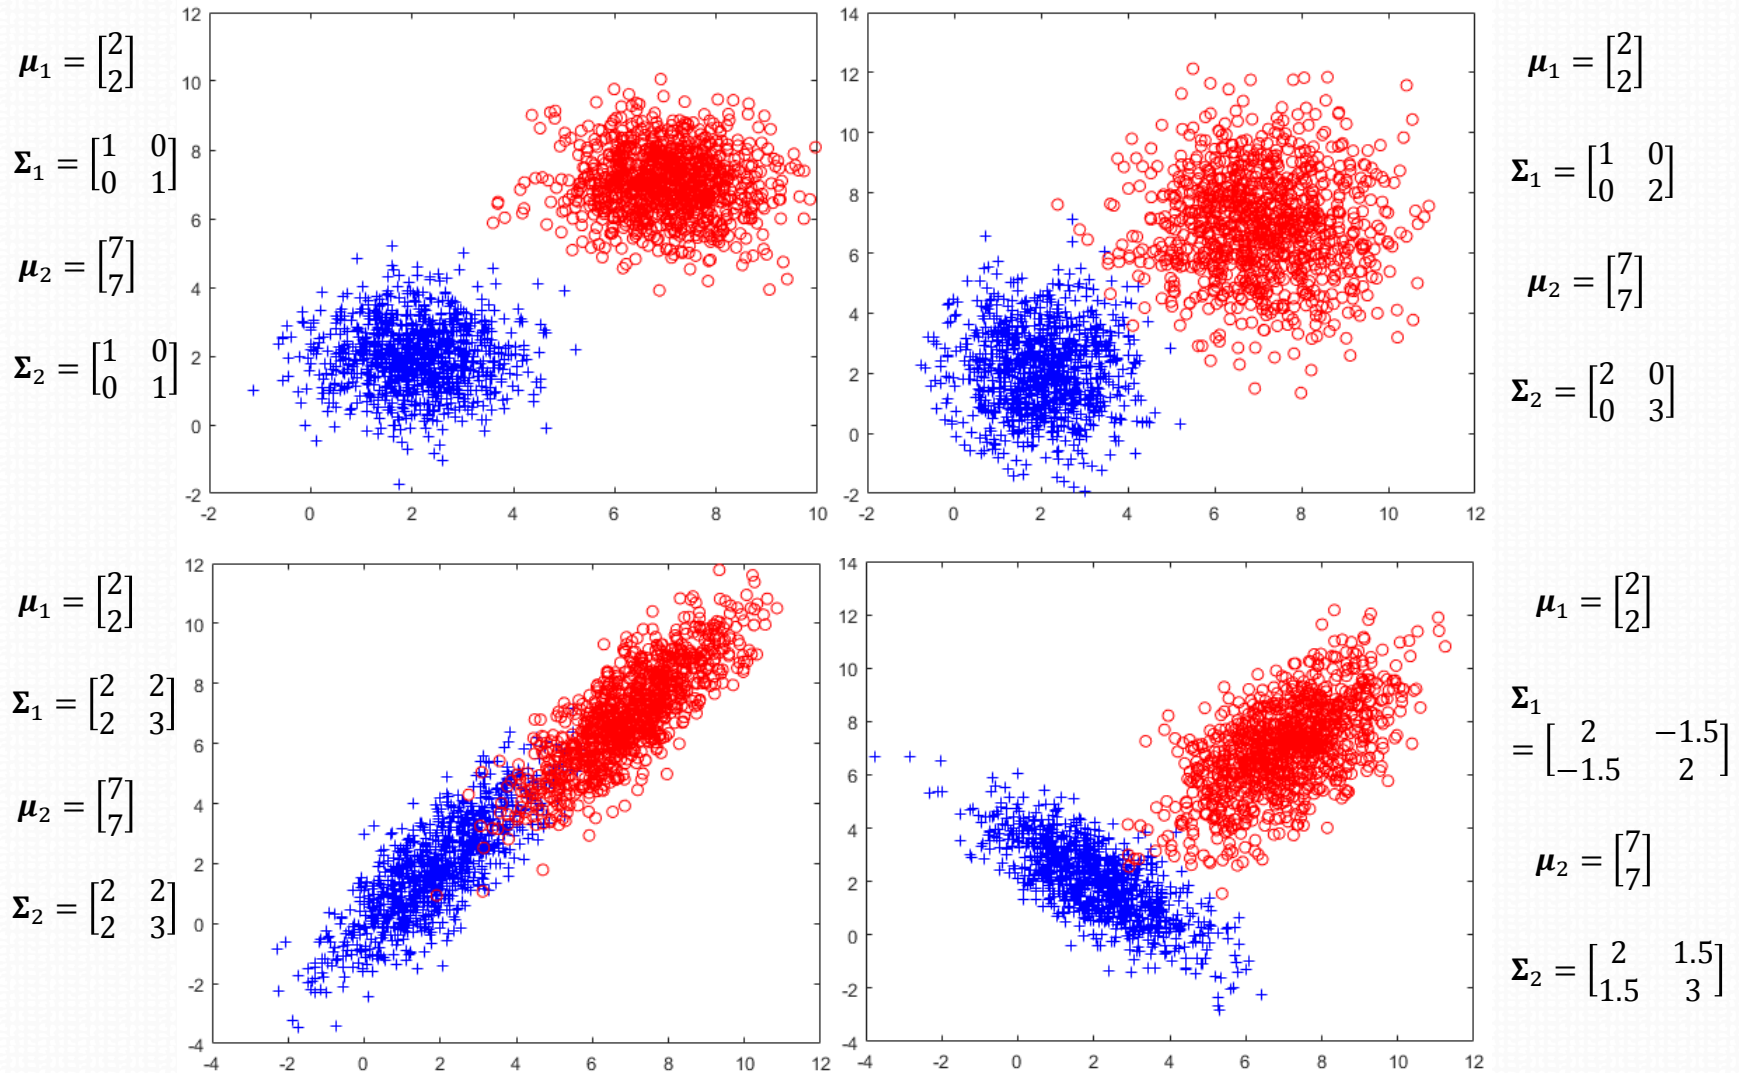 μ₁ = [2 2]
Σ₁ = [1 0 0 1]
μ₂ = [7 7]
Σ₂ = [1 0 0 1]
12
10
8
6
4
2
0
-2
-2 0 2 4 6 8 10
14
12
10
8
6
4
2
0
-2
-2 0 2 4 6 8 10 12
μ₁ = [2 2]
Σ₁ = [1 0 0 2]
μ₂ = [7 7]
Σ₂ = [2 0 0 3]
μ₁ = [2 2]
Σ₁ = [2 2 2 3]
μ₂ = [7 7]
Σ₂ = [2 2 2 3]
12
10
8
6
4
2
0
-2
-4
-4 -2 0 2 4 6 8 10 12
14
12
10
8
6
4
2
0
-2
-4
-4 -2 0 2 4 6 8 10 12
μ₁ = [2 2]
Σ₁
= [2 −1.5 −1.5 2]
μ₂ = [7 7]
Σ₂ = [2 1.5 1.5 3]